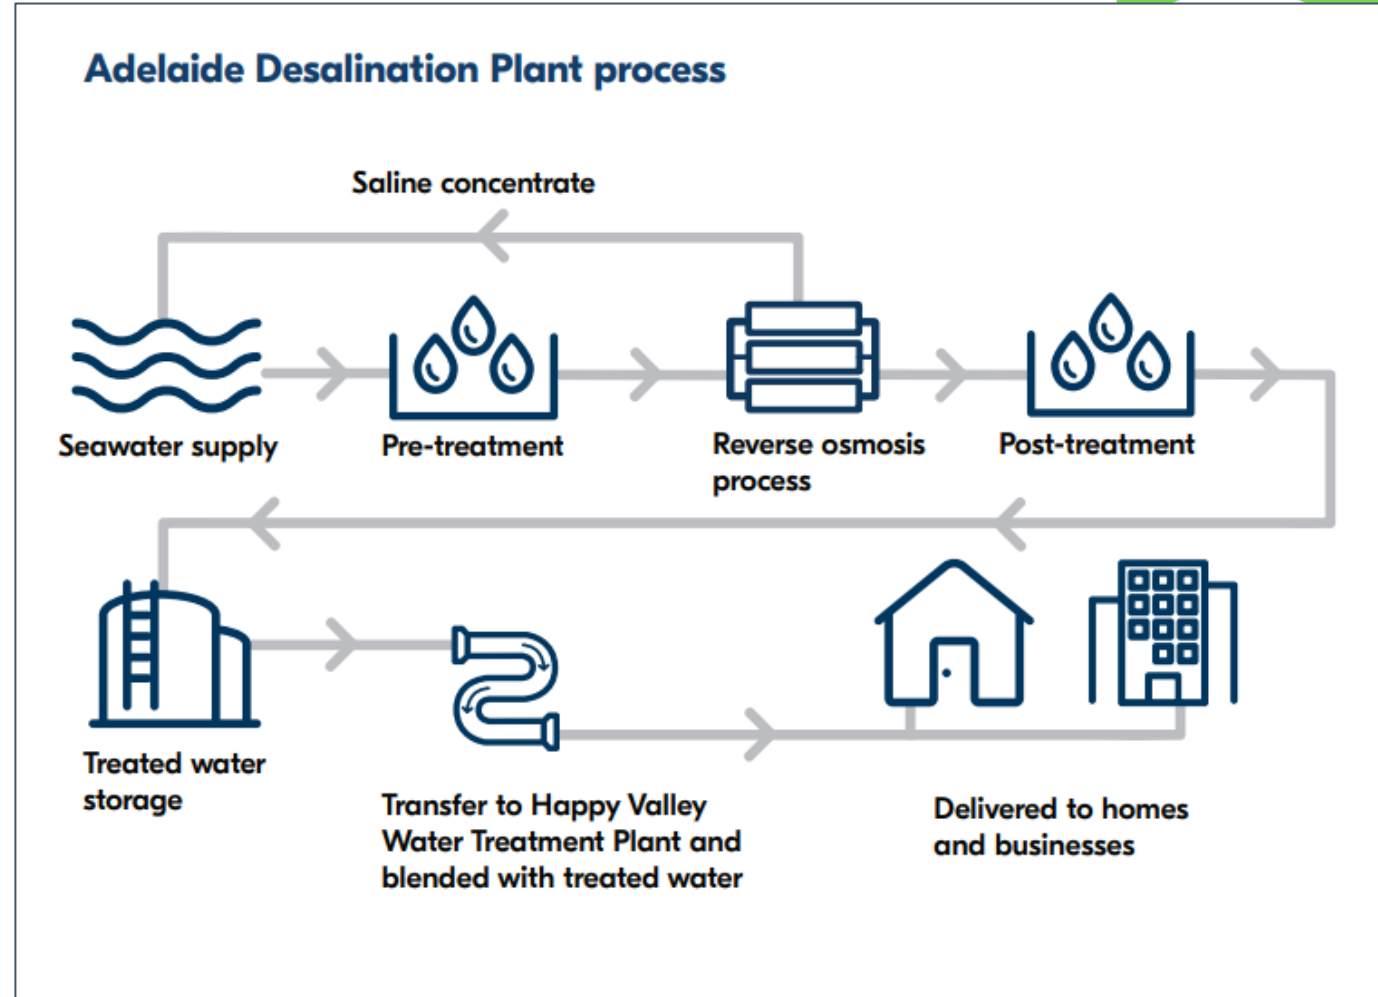 Adelaide Desalination Plant process
Saline concentrate
Seawater supply
Pre-treatment
Reverse osmosis
process
Post-treatment
Treated water
storage
Transfer to Happy Valley
Water Treatment Plant and
blended with treated water
Delivered to homes
and businesses